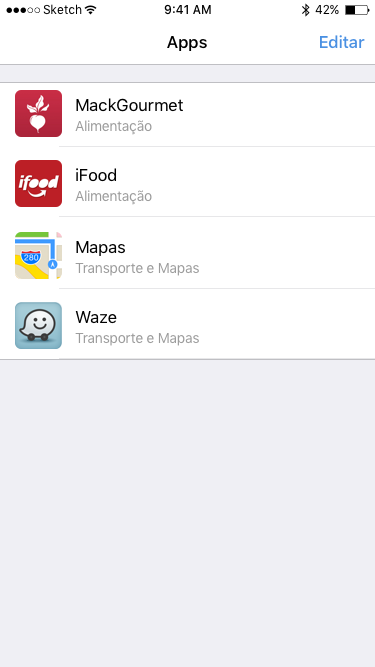 Sketch 9:41 AM 42%
Apps Editar
MackGourmet
Alimentação
ifood
iFood
Alimentação
280
Mapas
Transporte e Mapas
Waze
Transporte e Mapas